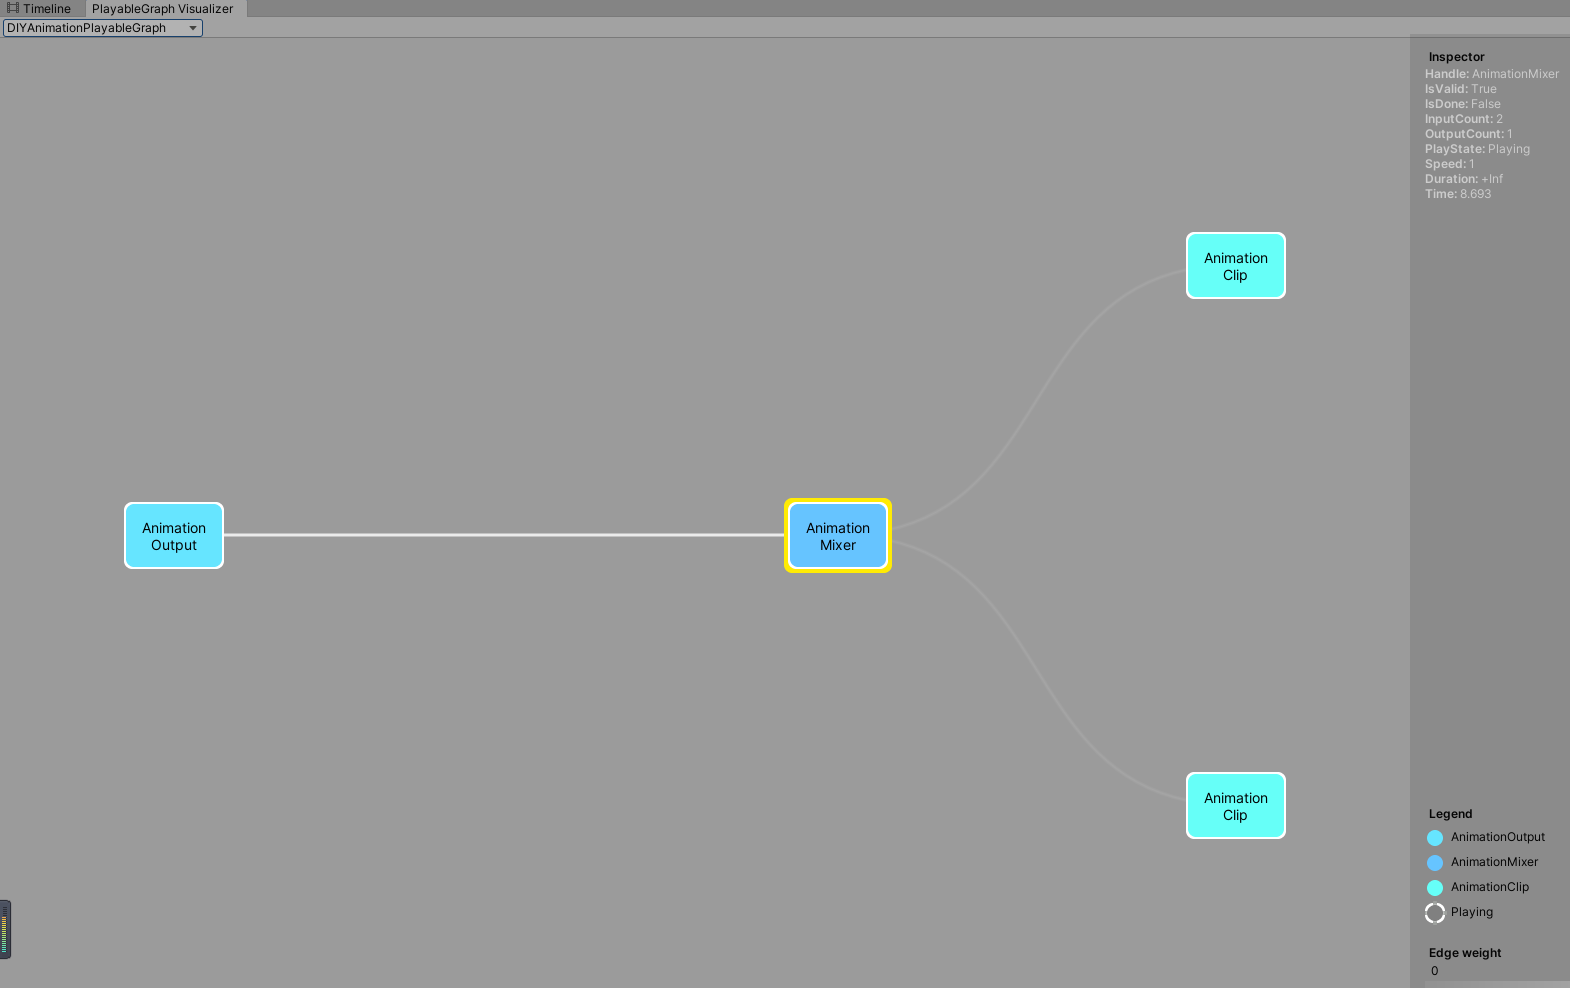 Timeline
PlayableGraph Visualizer
DIYAnimationPlayableGraph
Inspector
Handle: AnimationMixer
IsValid: True
IsDone: False
InputCount: 2
OutputCount: 1
PlayState: Playing
Speed: 1
Duration: +Inf
Time: 8.693
Animation
Clip
Animation
Output
Animation
Mixer
Animation
Clip
Legend
AnimationOutput
AnimationMixer
AnimationClip
Playing
Edge weight
0